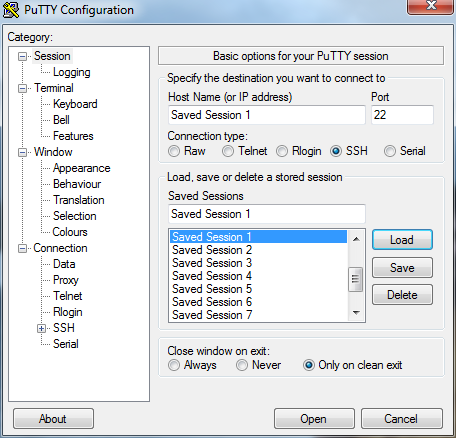 PuTTY Configuration
Category:
Session
Logging
Terminal
Keyboard
Bell
Features
Window
Appearance
Behaviour
Translation
Selection
Colours
Connection
Data
Proxy
Telnet
Rlogin
SSH
Serial
Basic options for your PuTTY session
Specify the destination you want to connect to
Host Name (or IP address) Port
Saved Session 1 22
Connection type:
Raw Telnet Rlogin SSH Serial
Load, save or delete a stored session
Saved Sessions
Saved Session 1
Saved Session 1
Saved Session 2
Saved Session 3
Saved Session 4
Saved Session 5
Saved Session 6
Saved Session 7
Load
Save
Delete
Close window on exit:
Always Never Only on clean exit
About Open Cancel